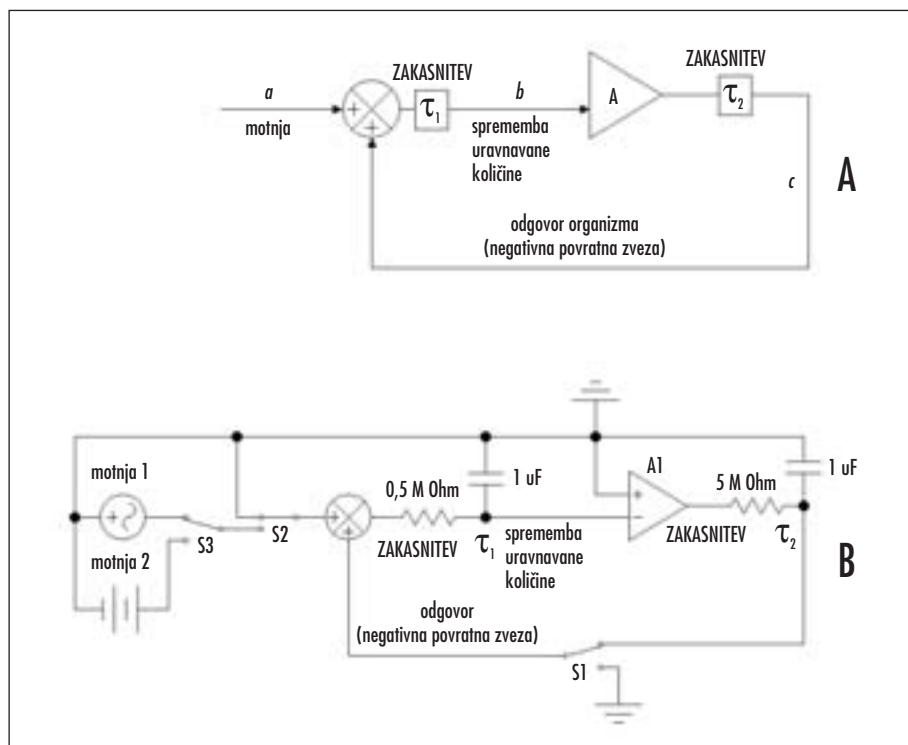 ZAKASNITEV
ZAKASNITEV
a
b
A
τ1
τ2
motnja
sprememba
uravnavane
količine
c
A
odgovor organizma
(negativna povratna zveza)
motnja 1
1 uF
A1
1 uF
0,5 M Ohm
5 M Ohm
S3
S2
ZAKASNITEV
τ1
sprememba
uravnavane
količine
ZAKASNITEV
τ2
motnja 2
B
odgovor
(negativna povratna zveza)
S1